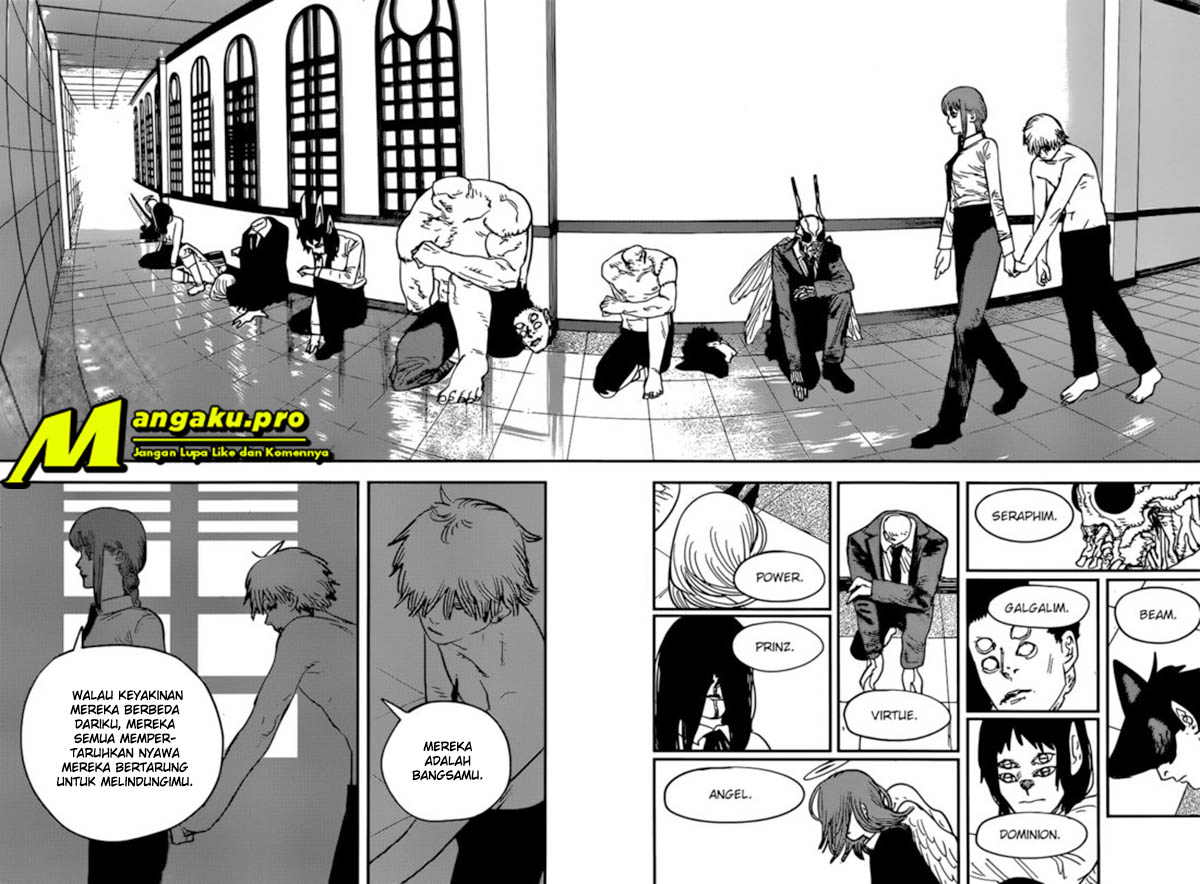 Mangaku.pro
Jangan Lupa Like dan Komennya
SERAPHIM.
BEAM.
GALGALIM.
DOMINION.
VIRTUE.
POWER.
PRINZ.
ANGEL.
MEREKA
ADALAH
BANGSAMU.
WALAU KEYAKINAN
MEREKA BERBEDA
DARIKU, MEREKA
SEMUA MEMPER-
TARUHKAN NYAWA
MEREKA BERTARUNG
UNTUK MELINDUNGIMU.